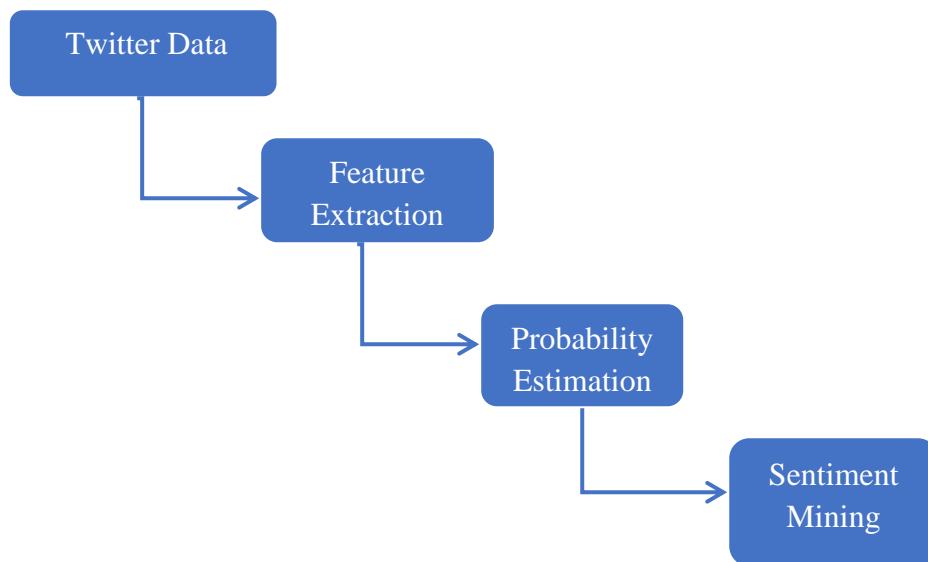 Twitter Data
Feature
Extraction
Probability
Estimation
Sentiment
Mining